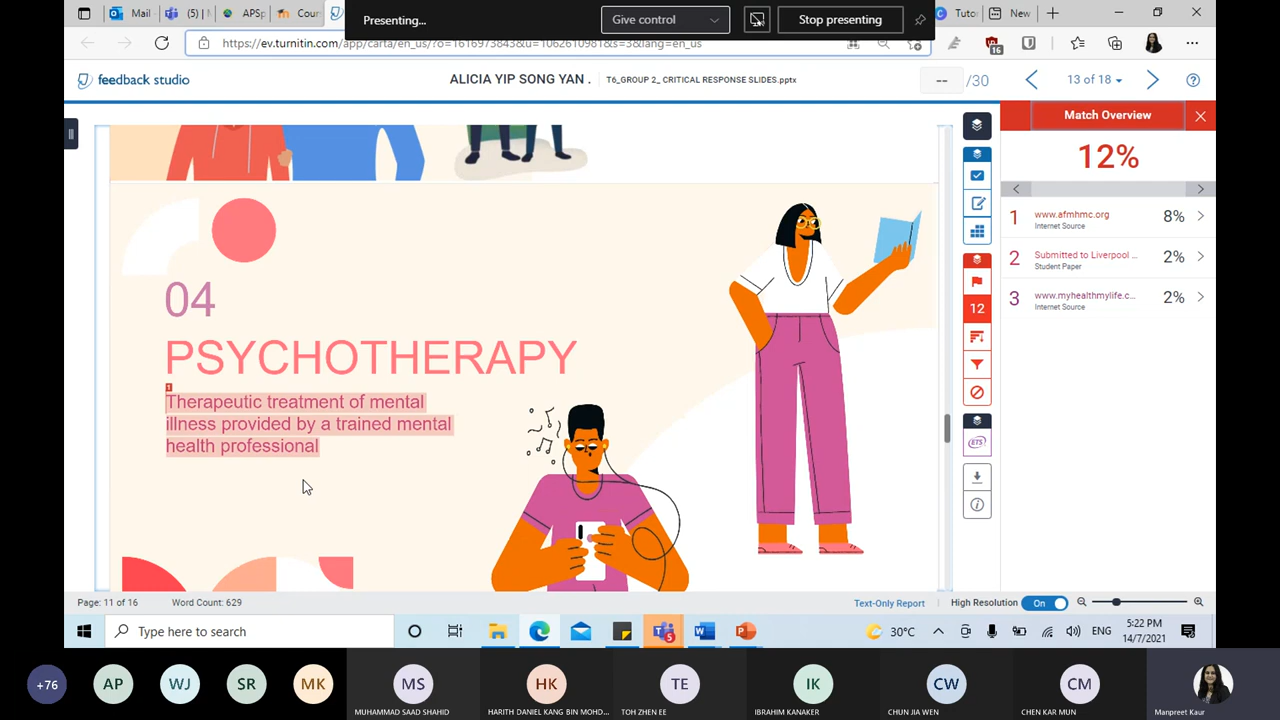 Mail
(5) |
APSp
Cour
Presenting...
Give control
Stop presenting
Tutor
New
https://ev.turnitin.com/app/carta/en_us/?o=1616973843&u=1062610981&s=3&lang=en_us
16
feedback studio
ALICIA YIP SONG YAN .
T6_GROUP 2_ CRITICAL RESPONSE SLIDES.pptx
-- /30
13 of 18
?
Match Overview
12%
1 www.afmhmc.org 8%
Internet Source
2 Submitted to Liverpool ... 2%
Student Paper
3 www.myhealthmylife.c... 2%
Internet Source
12
ETS
04
PSYCHOTHERAPY
1
Therapeutic treatment of mental
illness provided by a trained mental
health professional
Page: 11 of 16
Word Count: 629
Text-Only Report
High Resolution
On
Type here to search
5
30°C
ENG
5:22 PM
14/7/2021
+76
AP
WJ
SR
MK
MS
MUHAMMAD SAAD SHAHID
HK
HARITH DANIEL KANG BIN MOHD...
TE
TOH ZHEN EE
IK
IBRAHIM KANAKER
CW
CHUN JIA WEN
CM
CHEN KAR MUN
Manpreet Kaur